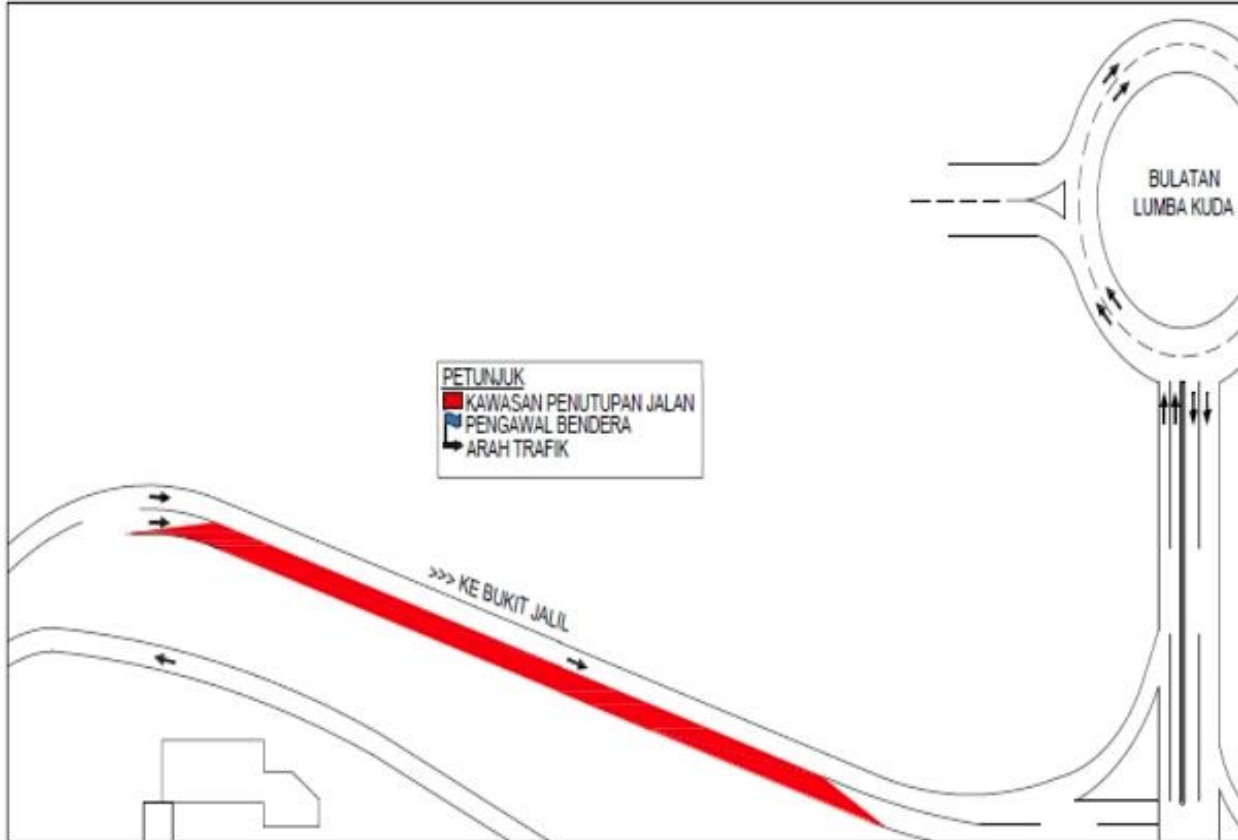 BULATAN
LUMBA KUDA
PETUNJUK
KAWASAN PENUTUPAN JALAN
PENGAWAL BENDERA
ARAH TRAFIK
>>> KE BUKIT JALIL